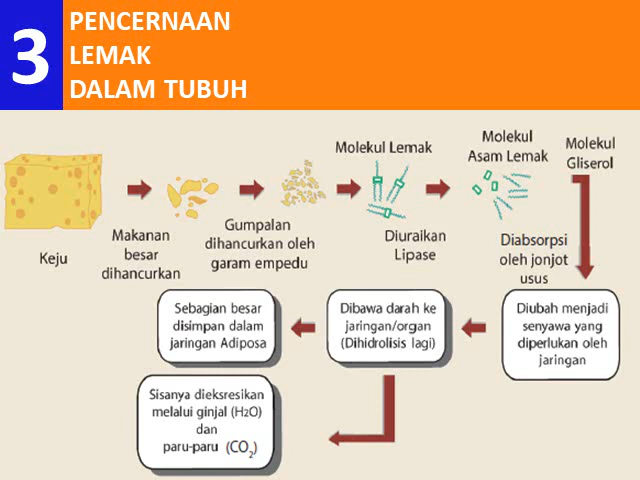 3
PENCERNAAN
LEMAK
DALAM TUBUH
Keju
Makanan
besar
dihancurkan
Gumpalan
dihancurkan oleh
garam empedu
Molekul Lemak
Diuraikan
Lipase
Molekul
Asam Lemak
Molekul
Gliserol
Diabsorpsi
oleh jonjot
usus
Diubah menjadi
senyawa yang
diperlukan oleh
jaringan
Dibawa darah ke
jaringan/organ
(Dihidrolisis lagi)
Sebagian besar
disimpan dalam
jaringan Adiposa
Sisanya dieksresikan
melalui ginjal (H2O)
dan
paru-paru (CO₂)